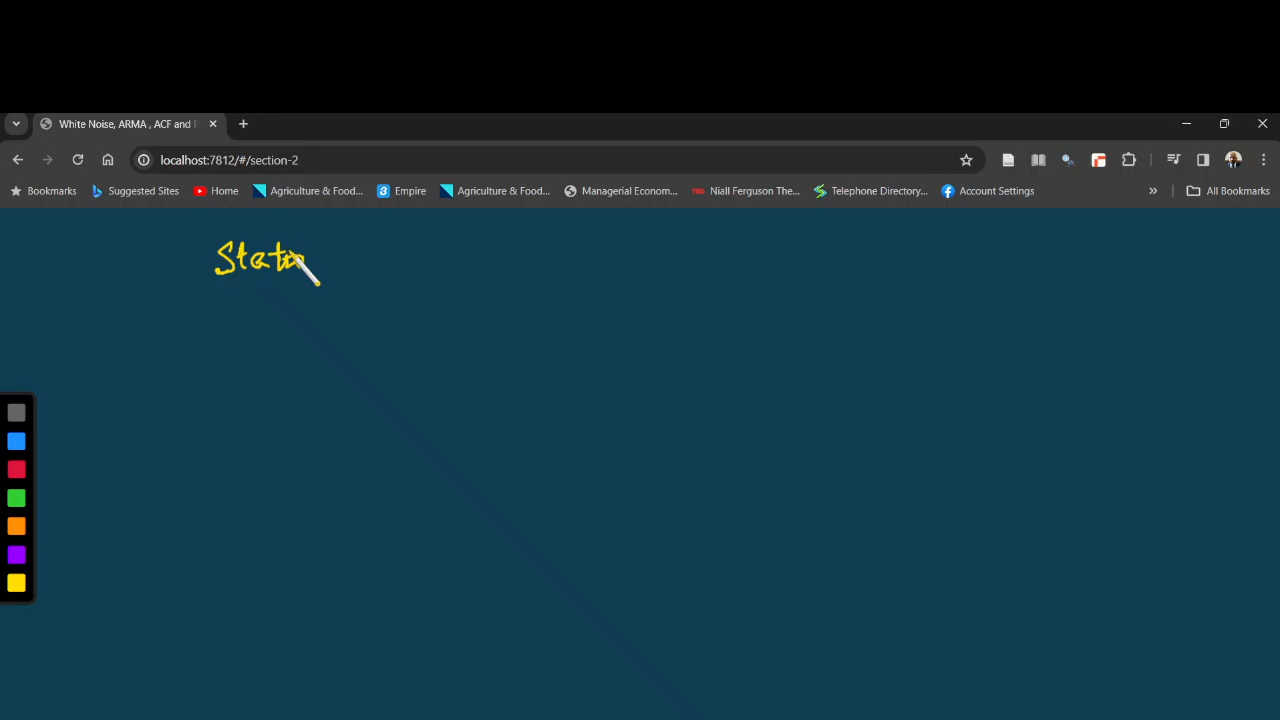 White Noise, ARMA , ACF and
localhost:7812/#/section-2
Bookmarks Suggested Sites Home Agriculture & Food... Empire Agriculture & Food... Managerial Econom... Niall Ferguson The... Telephone Directory,... Account Settings » All Bookmarks